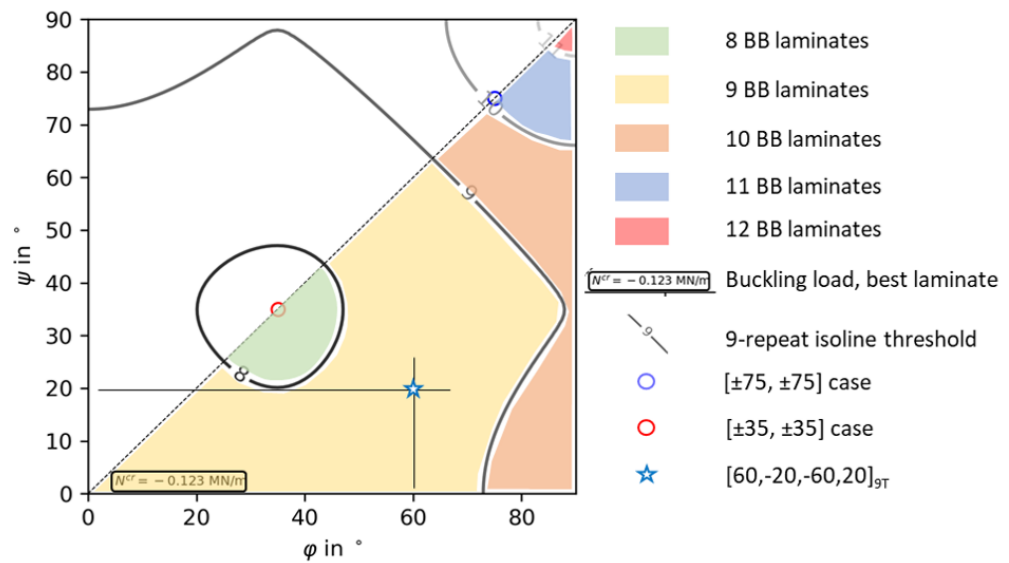 90
80
70
60
50
40
30
20
10
0
ψ in °
0
20
40
60
80
φ in °
10
9
8
N^cr = −0.123 MN/m
8 BB laminates
9 BB laminates
10 BB laminates
11 BB laminates
12 BB laminates
N^cr = −0.123 MN/m
Buckling load, best laminate
9
9-repeat isoline threshold
[±75, ±75] case
[±35, ±35] case
[60,-20,-60,20]9T